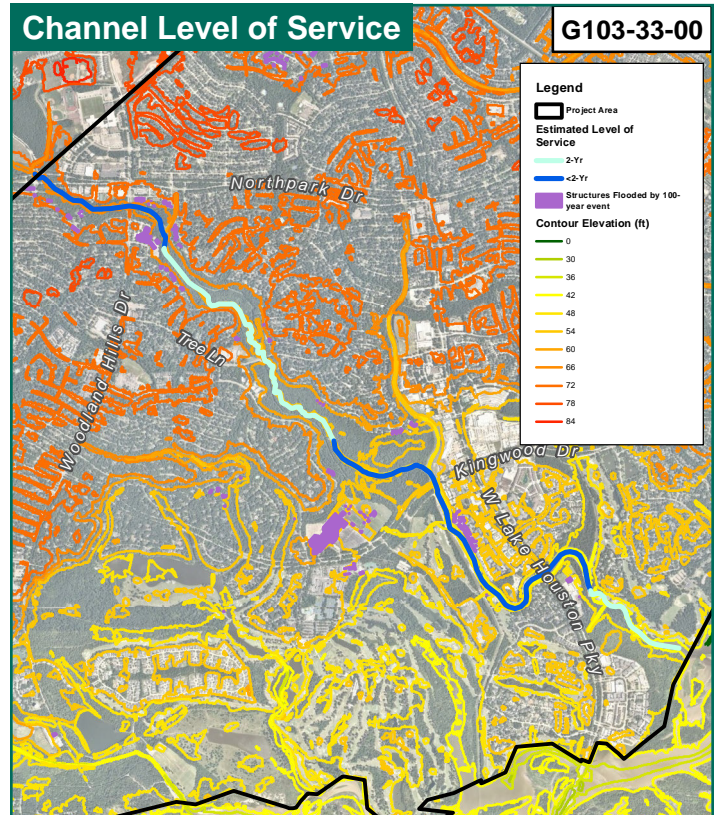 Channel Level of Service
G103-33-00
Legend
Project Area
Estimated Level of
Service
2-Yr
<2-Yr
Structures Flooded by 100-
year event
Contour Elevation (ft)
0
30
36
42
48
54
60
66
72
78
84
Northpark Dr
Woodland Hills Dr
Tree Ln
Kingwood Dr
W Lake Houston Pky